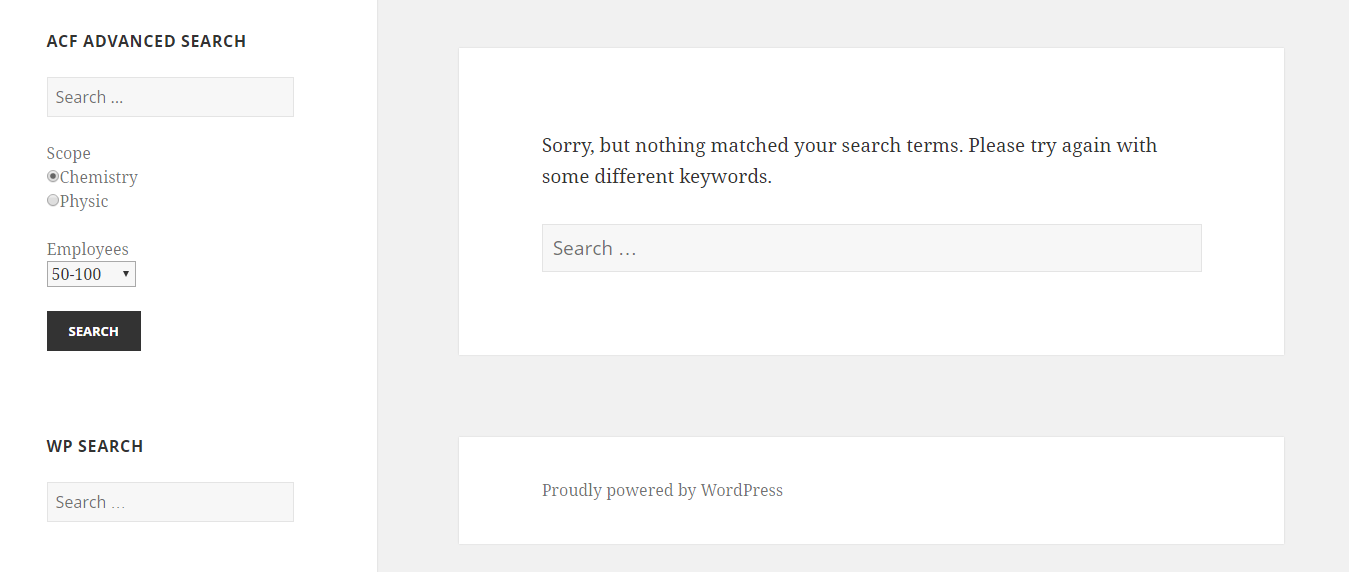 ACF ADVANCED SEARCH
Search ...
Scope
Chemistry
Physic
Employees
50-100
SEARCH
WP SEARCH
Search …
Sorry, but nothing matched your search terms. Please try again with
some different keywords.
Search …
Proudly powered by WordPress